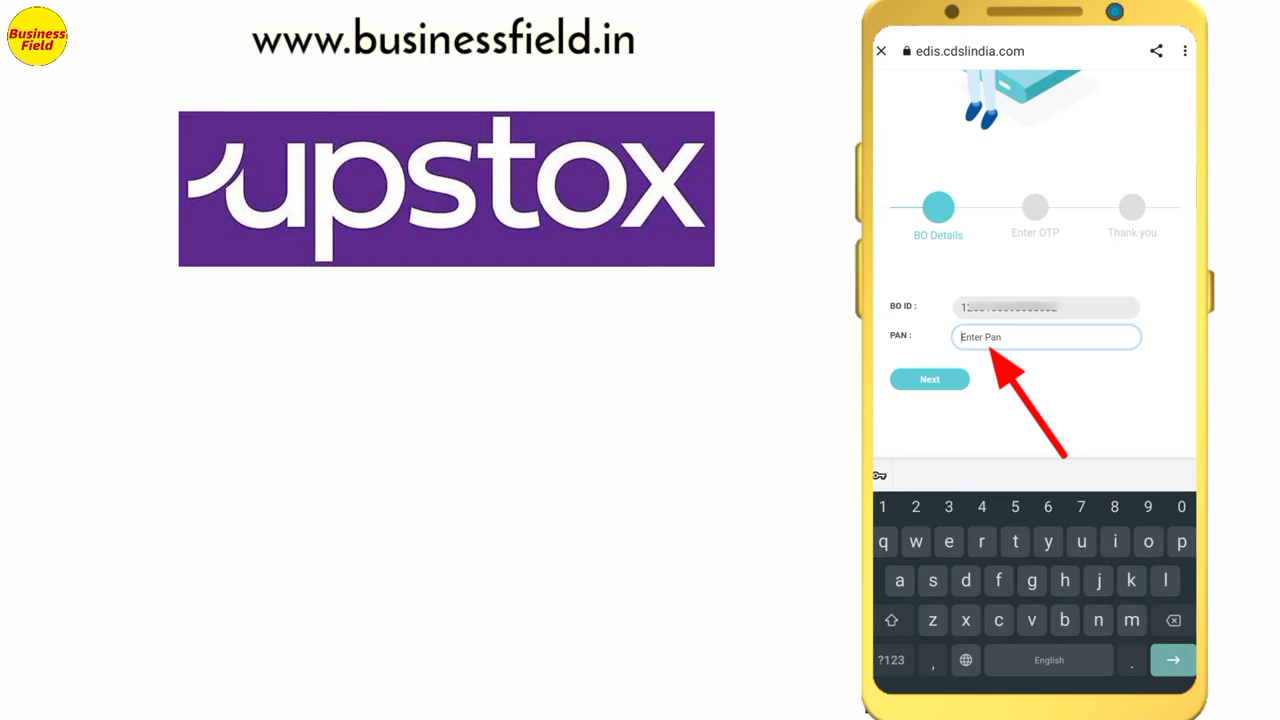 Business
Field
www.businessfield.in
upstox
edis.cdslindia.com
BO Details
Enter OTP
Thank you
BO ID :
PAN :
Enter Pan
Next
1 2 3 4 5 6 7 8 9 0
q w e r t y u i o p
a s d f g h j k l
z x c v b n m
?123 , English .